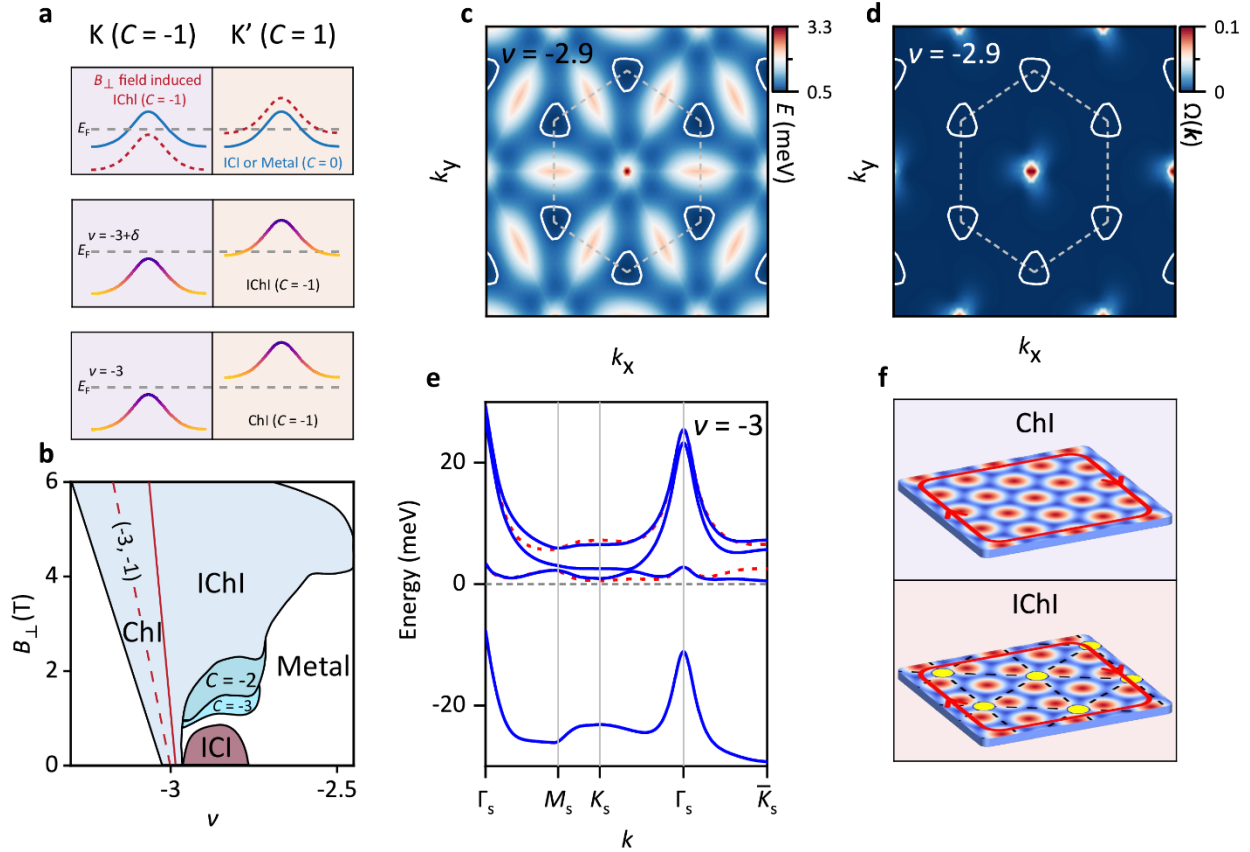 a
K (C = -1) K’ (C = 1)
B⊥ field induced
IChI (C = -1)
EF
ICI or Metal (C = 0)
ν = -3+δ
EF
IChI (C = -1)
ν = -3
EF
ChI (C = -1)
b
6
4
2
0
B⊥(T)
(-3, -1)
ChI
IChI
Metal
C = -2
C = -3
ICI
-3
-2.5
ν
c
ν = -2.9
3.3
0.5
E (meV)
ky
kx
d
ν = -2.9
0.1
0
Ω(k)
ky
kx
e
ν = -3
20
0
-20
Energy (meV)
Γs Ms Ks Γs K̅s
k
f
ChI
IChI